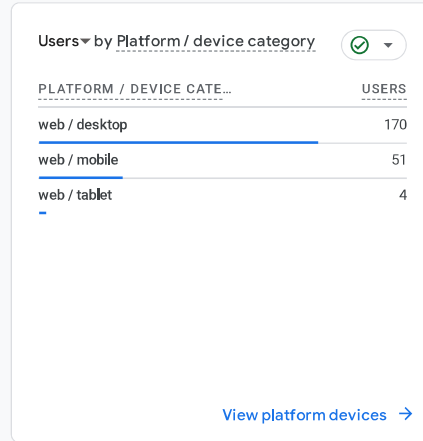 Users by Platform / device category
PLATFORM / DEVICE CATE... USERS
web / desktop 170
web / mobile 51
web / tablet 4
View platform devices